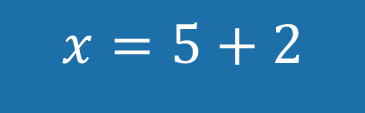 x = 5 + 2